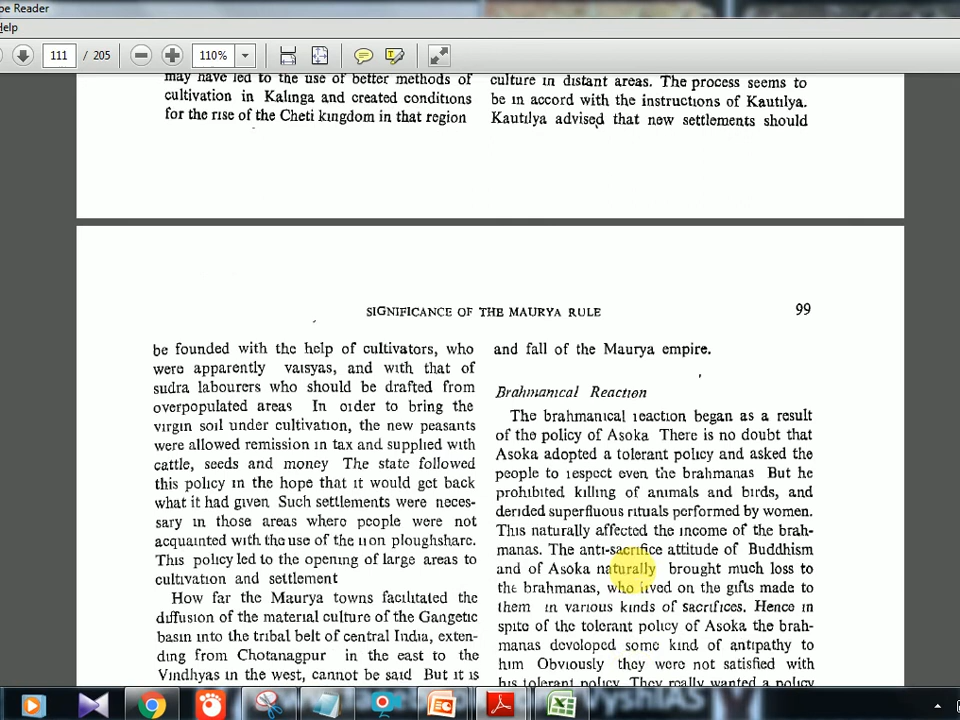 be Reader
Help
111 / 205
110%
may have led to the use of better methods of
cultivation in Kalinga and created conditions
for the rise of the Cheti kingdom in that region
culture in distant areas. The process seems to
be in accord with the instructions of Kautilya.
Kautilya advised that new settlements should
SIGNIFICANCE OF THE MAURYA RULE
99
be founded with the help of cultivators, who
were apparently vaisyas, and with that of
sudra labourers who should be drafted from
overpopulated areas In order to bring the
virgin soil under cultivation, the new peasants
were allowed remission in tax and supplied with
cattle, seeds and money The state followed
this policy in the hope that it would get back
what it had given Such settlements were neces-
sary in those areas where people were not
acquainted with the use of the iron ploughshare.
This policy led to the opening of large areas to
cultivation and settlement
How far the Maurya towns facilitated the
diffusion of the material culture of the Gangetic
basin into the tribal belt of central India, exten-
ding from Chotanagpur in the east to the
Vindhyas in the west, cannot be said But it is
and fall of the Maurya empire.
Brahmanical Reaction
The brahmanical reaction began as a result
of the policy of Asoka There is no doubt that
Asoka adopted a tolerant policy and asked the
people to respect even the brahmanas But he
prohibited killing of animals and birds, and
derided superfluous rituals performed by women.
This naturally affected the income of the brah-
manas. The anti-sacrifice attitude of Buddhism
and of Asoka naturally brought much loss to
the brahmanas, who lived on the gifts made to
them in various kinds of sacrifices. Hence in
spite of the tolerant policy of Asoka the brah-
manas developed some kind of antipathy to
him Obviously they were not satisfied with
his tolerant policy. They really wanted a policy